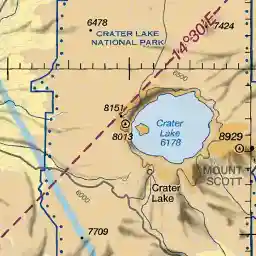 6478
7424
CRATER LAKE
NATIONAL PARK
14°30'E
6500
8151
8013
Crater
Lake
6178
8929
MOUNT
SCOTT
Crater
Lake
6000
7709